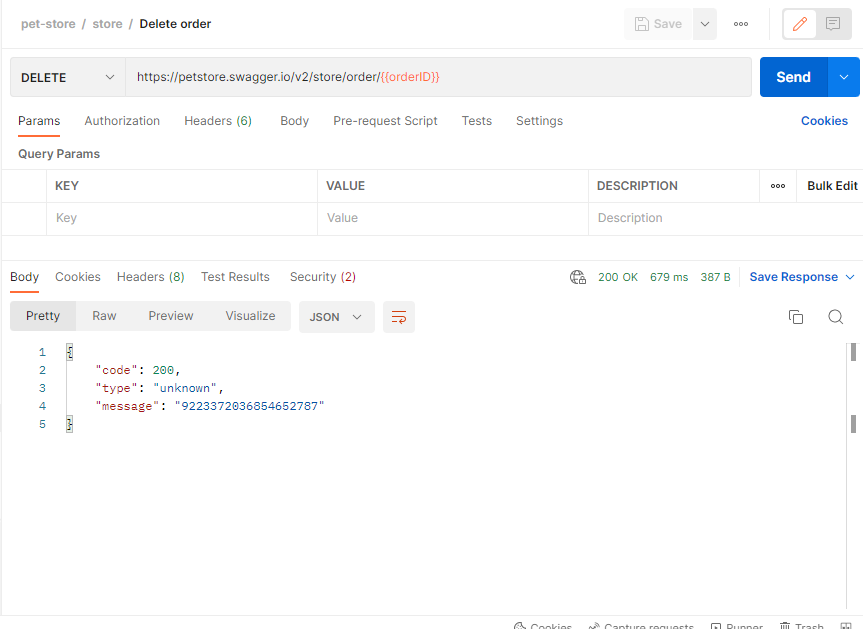 pet-store / store / Delete order
Save
DELETE https://petstore.swagger.io/v2/store/order/{{orderID}} Send
Params Authorization Headers (6) Body Pre-request Script Tests Settings Cookies
Query Params
KEY VALUE DESCRIPTION Bulk Edit
Key Value Description
Body Cookies Headers (8) Test Results Security (2) 200 OK 679 ms 387 B Save Response
Pretty Raw Preview Visualize JSON
1 {
2 "code": 200,
3 "type": "unknown",
4 "message": "9223372036854652787"
5 }
Cookies Capture requests Runner Trash